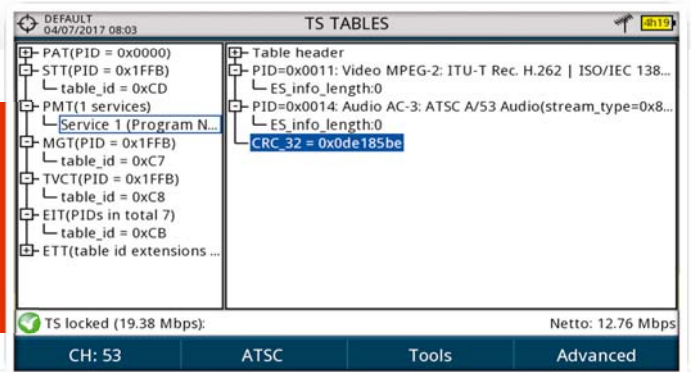 DEFAULT
04/07/2017 08:03
TS TABLES
4h19
PAT(PID = 0x0000)
STT(PID = 0x1FFB)
table_id = 0xCD
PMT(1 services)
Service 1 (Program N...
MGT(PID = 0x1FFB)
table_id = 0xC7
TVCT(PID = 0x1FFB)
table_id = 0xC8
EIT(PIDs in total 7)
table_id = 0xCB
ETT(table id extensions ...
Table header
PID=0x0011: Video MPEG-2: ITU-T Rec. H.262 | ISO/IEC 138...
ES_info_length:0
PID=0x0014: Audio AC-3: ATSC A/53 Audio(stream_type=0x8...
ES_info_length:0
CRC_32 = 0x0de185be
TS locked (19.38 Mbps):
Netto: 12.76 Mbps
CH: 53
ATSC
Tools
Advanced